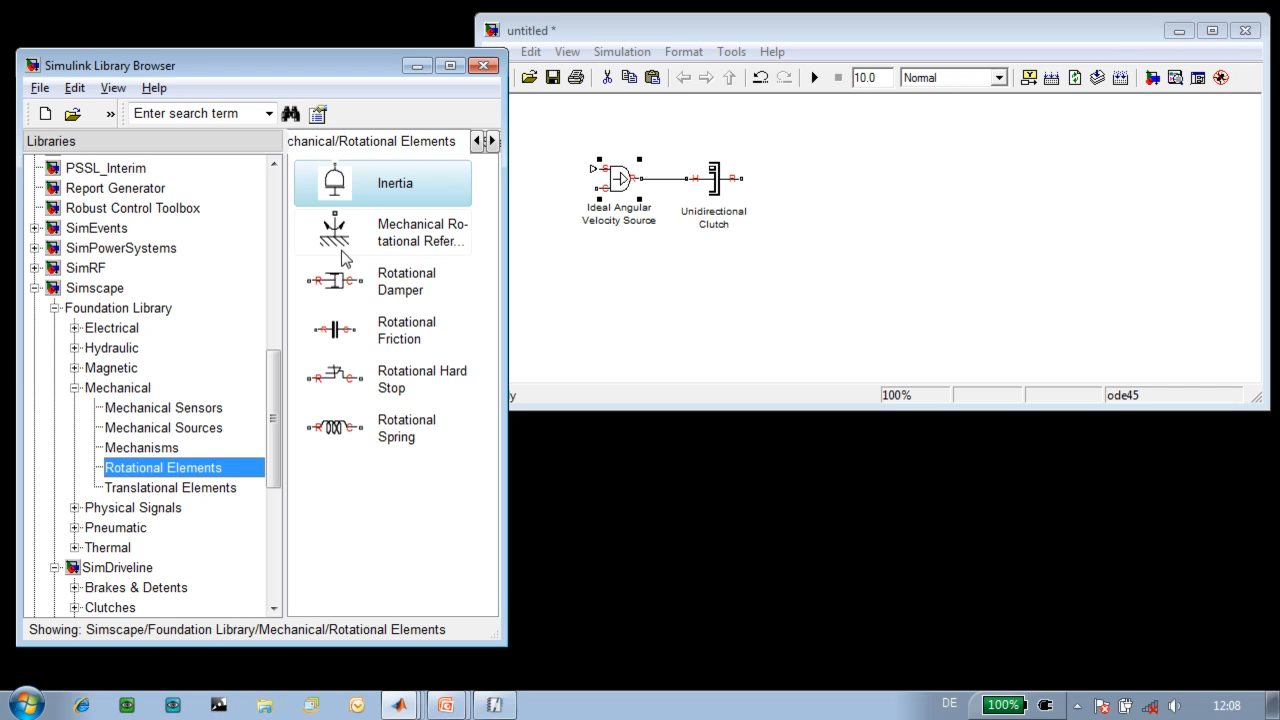 untitled *
Edit View Simulation Format Tools Help
10.0 Normal
Simulink Library Browser
File Edit View Help
» Enter search term
Libraries
chanical/Rotational Elements
PSSL_Interim
Report Generator
Robust Control Toolbox
SimEvents
SimPowerSystems
SimRF
Simscape
Foundation Library
Electrical
Hydraulic
Magnetic
Mechanical
Mechanical Sensors
Mechanical Sources
Mechanisms
Rotational Elements
Translational Elements
Physical Signals
Pneumatic
Thermal
SimDriveline
Brakes & Detents
Clutches
Inertia
Mechanical Ro-
tational Refer...
R C
Rotational
Damper
R C
Rotational
Friction
R C
Rotational Hard
Stop
R C
Rotational
Spring
Showing: Simscape/Foundation Library/Mechanical/Rotational Elements
S
R
C
Ideal Angular
Velocity Source
H R
Unidirectional
Clutch
y 100% ode45
DE 100% 12:08